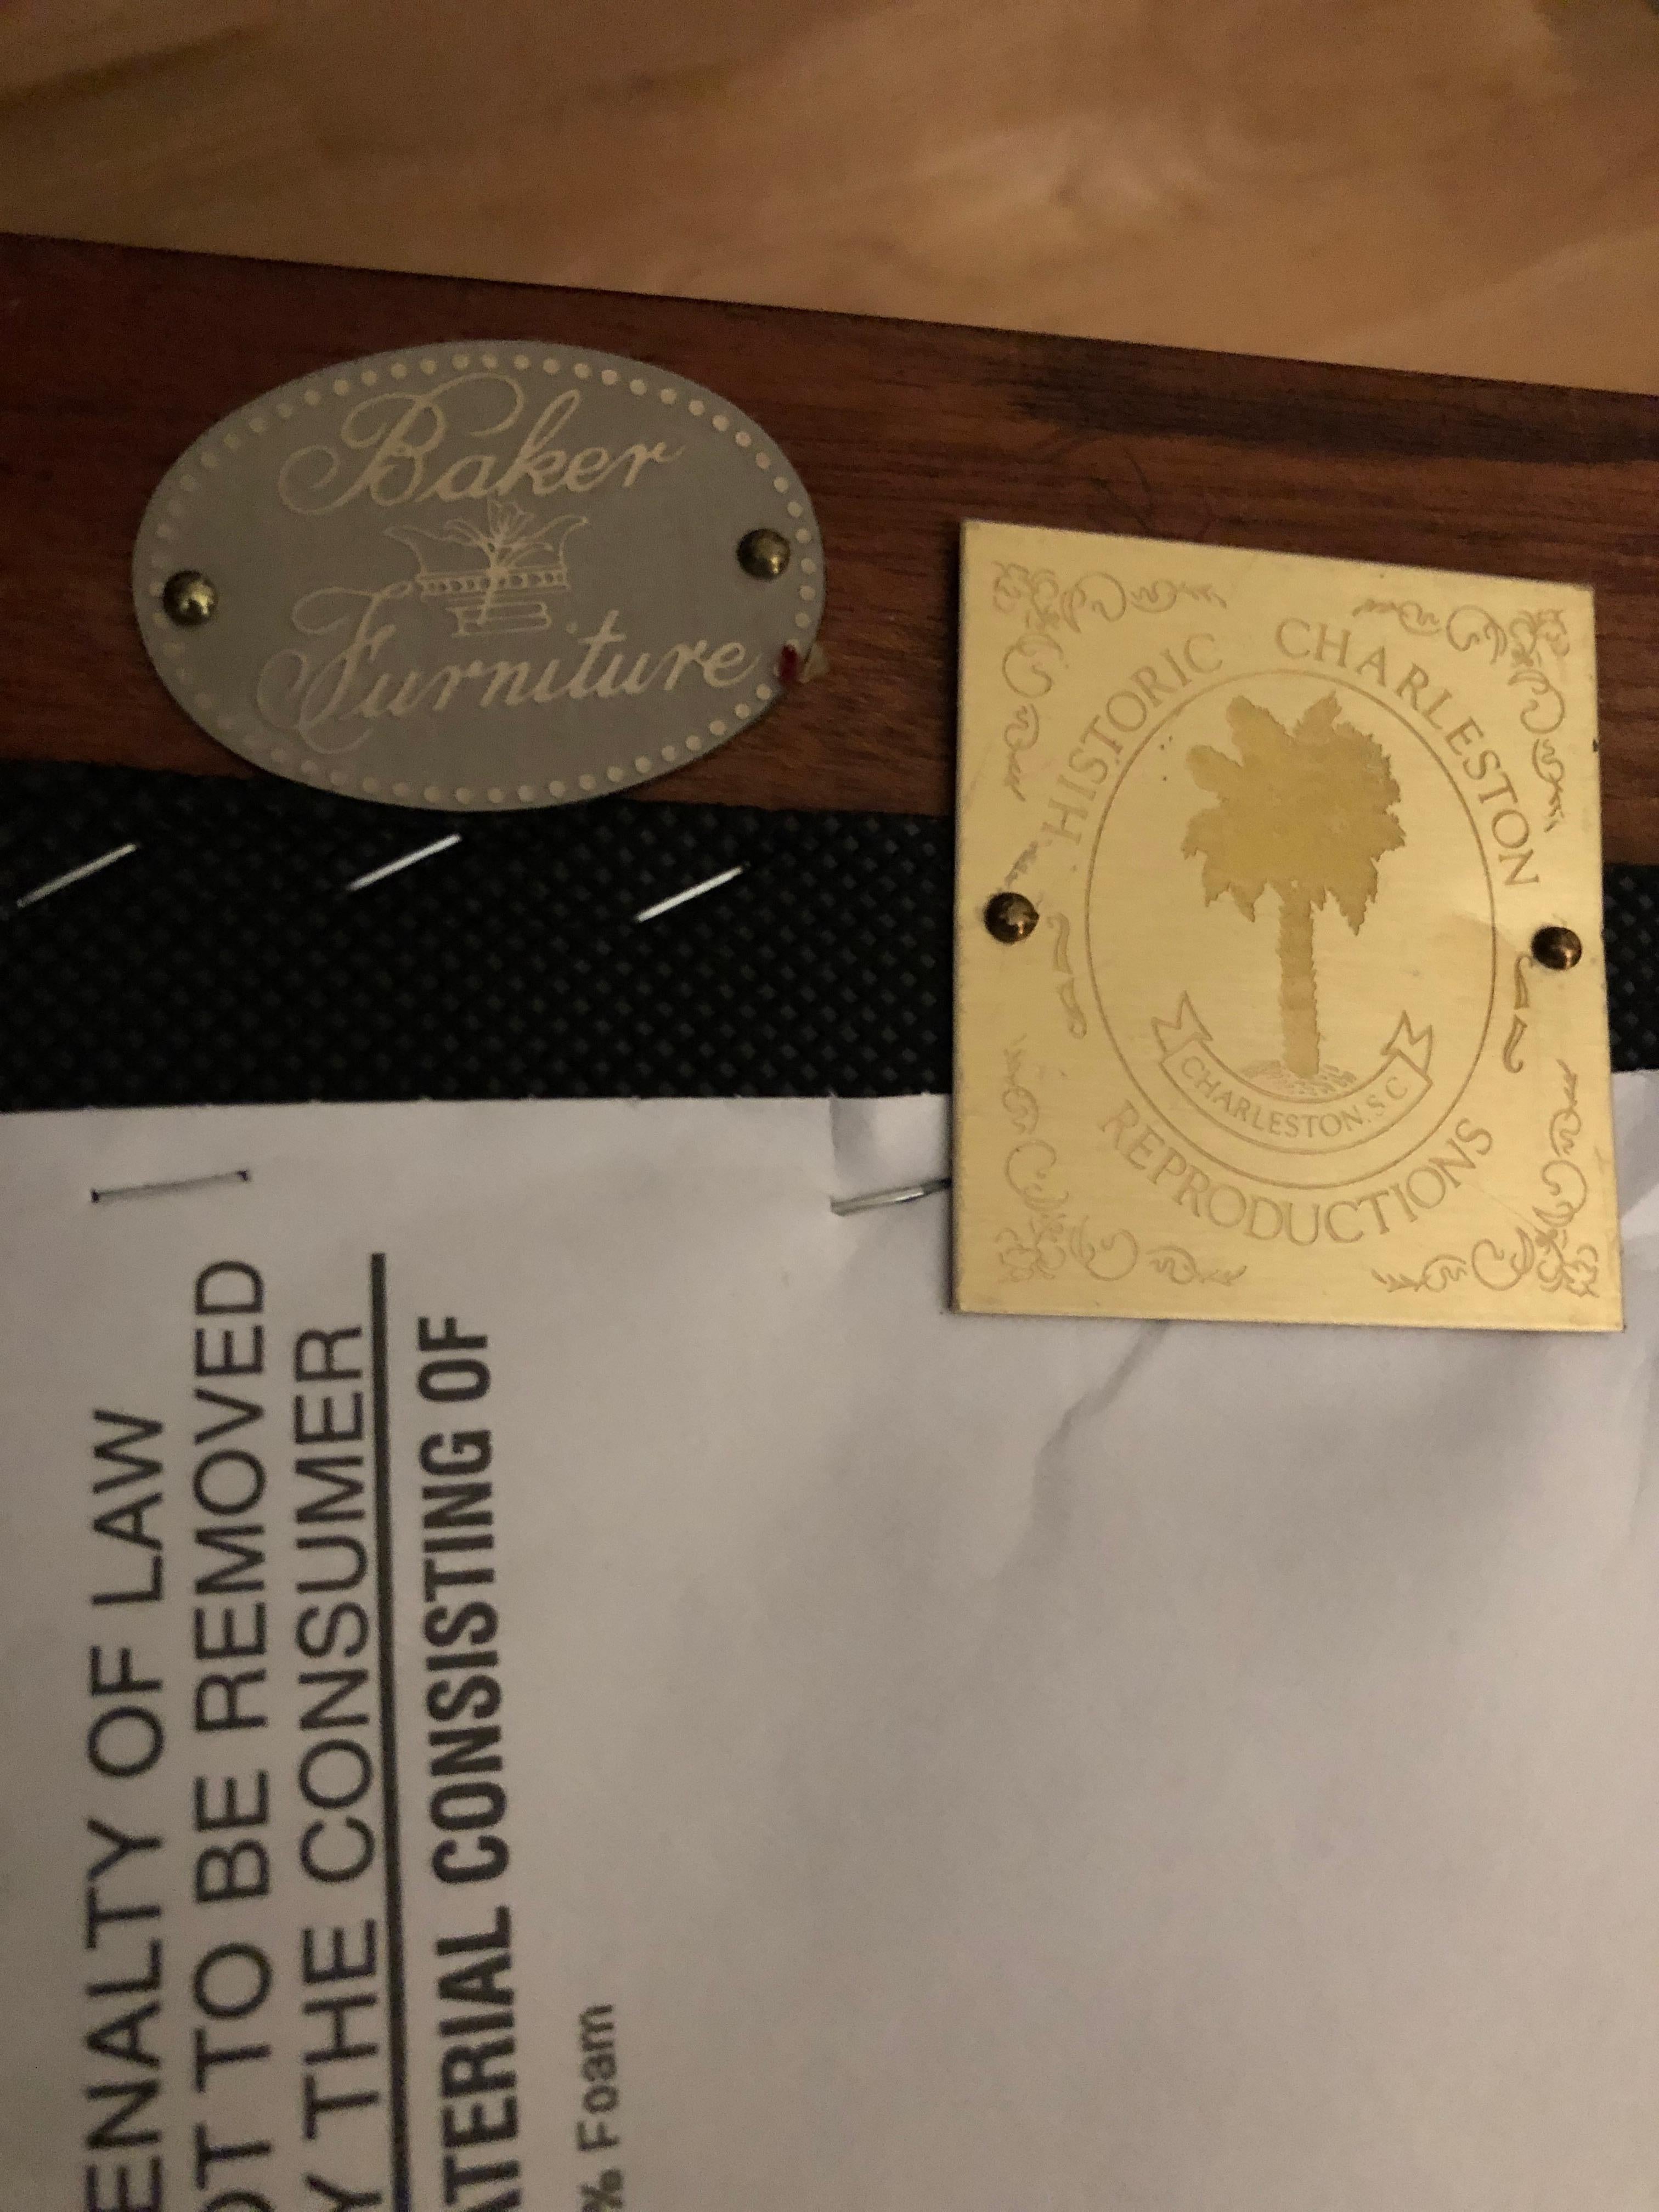 Baker
Furniture
HISTORIC CHARLESTON
CHARLESTON, S C
REPRODUCTIONS
ENALTY OF LAW
OT TO BE REMOVED
Y THE CONSUMER
ATERIAL CONSISTING OF
% Foam